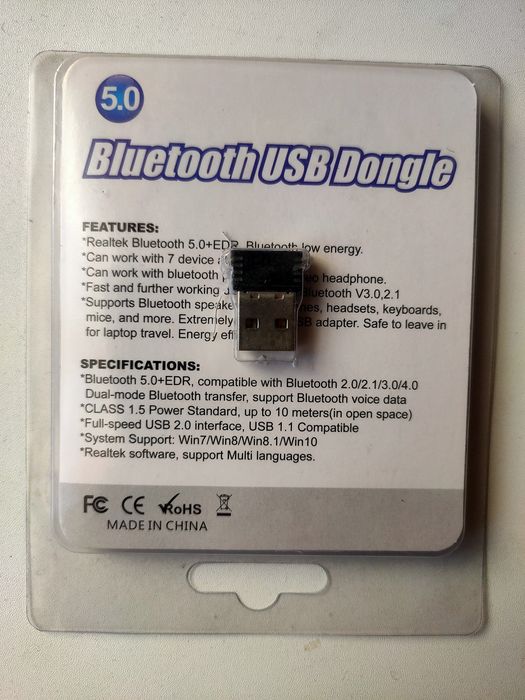 5.0
Bluetooth USB Dongle
FEATURES:
*Realtek Bluetooth 5.0+EDR, Bluetooth low energy.
*Can work with 7 device
*Can work with bluetooth headphone.
*Fast and further working Bluetooth V3.0,2.1
*Supports Bluetooth headsets, keyboards,
mice, and more. Extremely adapter. Safe to leave in
for laptop travel. Energy
SPECIFICATIONS:
*Bluetooth 5.0+EDR, compatible with Bluetooth 2.0/2.1/3.0/4.0
Dual-mode Bluetooth transfer, support Bluetooth voice data
*CLASS 1.5 Power Standard, up to 10 meters(in open space)
*Full-speed USB 2.0 interface, USB 1.1 Compatible
*System Support: Win7/Win8/Win8.1/Win10
*Realtek software, support Multi languages.
FC CE RoHS
MADE IN CHINA